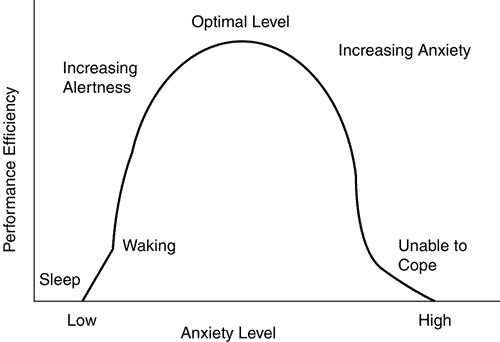 Optimal Level
Increasing Anxiety
Increasing
Alertness
Performance Efficiency
Waking
Unable to
Cope
Sleep
Low
High
Anxiety Level